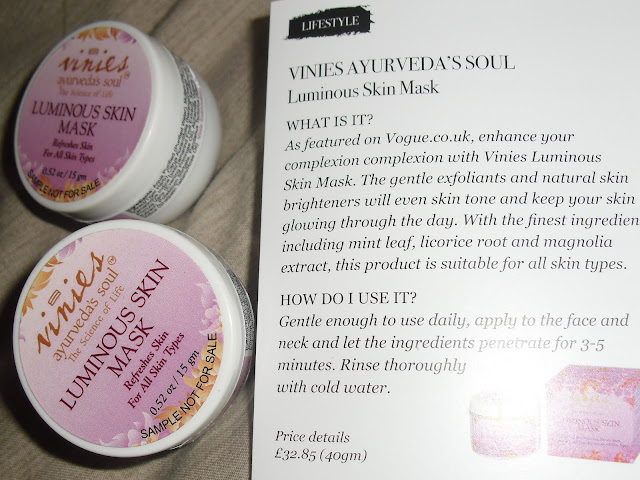 vinies
ayurveda's soul
The Science of Life
LUMINOUS SKIN
MASK
Refreshes Skin
For All Skin Types
0.52 oz / 15 gm
SAMPLE NOT FOR SALE
vinies
ayurveda's soul
The Science of Life
LUMINOUS SKIN
MASK
Refreshes Skin
For All Skin Types
0.52 oz / 15 gm
SAMPLE NOT FOR SALE
LIFESTYLE
VINIES AYURVEDA'S SOUL
Luminous Skin Mask
WHAT IS IT?
As featured on Vogue.co.uk, enhance your
complexion complexion with Vinies Luminous
Skin Mask. The gentle exfoliants and natural skin
brighteners will even skin tone and keep your skin
glowing through the day. With the finest ingredien
including mint leaf, licorice root and magnolia
extract, this product is suitable for all skin types.
HOW DO I USE IT?
Gentle enough to use daily, apply to the face and
neck and let the ingredients penetrate for 3-5
minutes. Rinse thoroughly
with cold water.
Price details
£32.85 (40gm)
vinies
SKIN
MASK